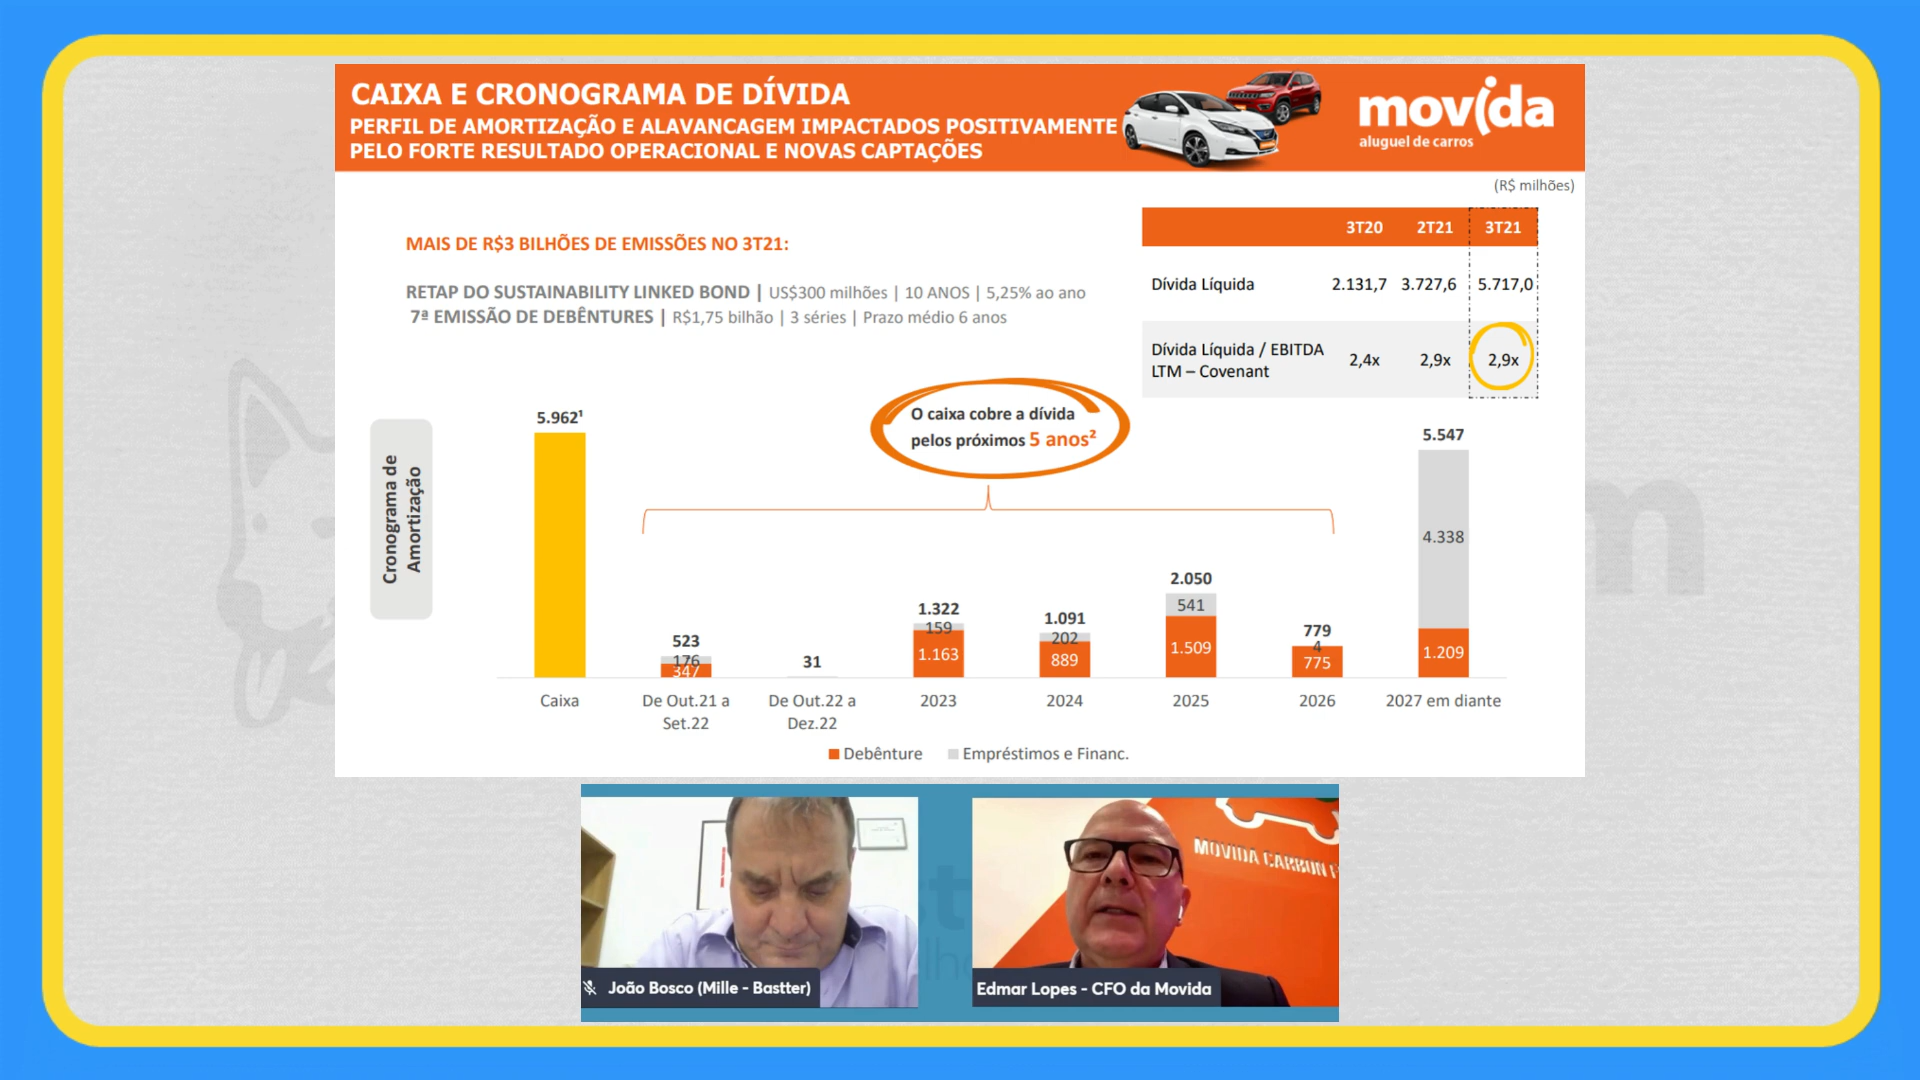 CAIXA E CRONOGRAMA DE DÍVIDA
PERFIL DE AMORTIZAÇÃO E ALAVANCAGEM IMPACTADOS POSITIVAMENTE
PELO FORTE RESULTADO OPERACIONAL E NOVAS CAPTAÇÕES
movida
aluguel de carros
(R$ milhões)
3T20 2T21 3T21
Dívida Líquida 2.131,7 3.727,6 5.717,0
Dívida Líquida / EBITDA
LTM – Covenant 2,4x 2,9x 2,9x
MAIS DE R$3 BILHÕES DE EMISSÕES NO 3T21:
RETAP DO SUSTAINABILITY LINKED BOND | US$300 milhões | 10 ANOS | 5,25% ao ano
7ª EMISSÃO DE DEBÊNTURES | R$1,75 bilhão | 3 séries | Prazo médio 6 anos
O caixa cobre a dívida
pelos próximos 5 anos²
Cronograma de
Amortização
5.962¹
523
176
347
31
1.322
159
1.163
1.091
202
889
2.050
541
1.509
779
4
775
5.547
4.338
1.209
Caixa
De Out.21 a
Set.22
De Out.22 a
Dez.22
2023
2024
2025
2026
2027 em diante
Debênture Empréstimos e Financ.
MOVIDA CARBON
João Bosco (Mille - Bastter)
Edmar Lopes - CFO da Movida